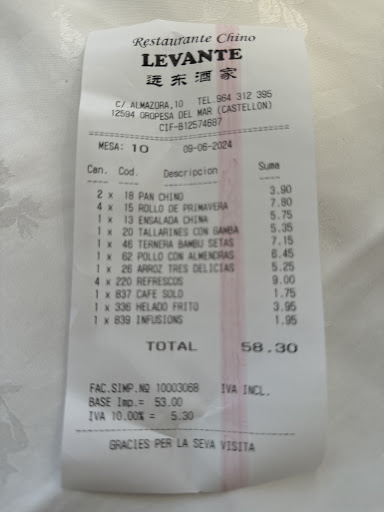 Restaurante Chino
LEVANTE
远东酒家
C/ ALMAZORA,10 TEL.964 312 395
12594 OROPESA DEL MAR (CASTELLON)
CIF-B12574687
MESA: 10 09-06-2024
Can. Cod. Descripcion Suma
2 x 18 PAN CHINO 3.90
4 x 15 ROLLO DE PRIMAVERA 7.80
1 x 13 ENSALADA CHINA 5.75
1 x 20 TALLARINES CON GAMBA 5.35
1 x 46 TERNERA BAMBU SETAS 7.15
1 x 62 POLLO CON ALMENDRAS 6.45
1 x 26 ARROZ TRES DELICIAS 5.25
4 x 220 REFRESCOS 9.00
1 x 837 CAFE SOLO 1.75
1 x 336 HELADO FRITO 3.95
1 x 839 INFUSIONS 1.95
TOTAL 58.30
FAC.SIMP.Nº 10003068 IVA INCL.
BASE Imp.= 53.00
IVA 10.00% = 5.30
GRACIES PER LA SEVA VISITA